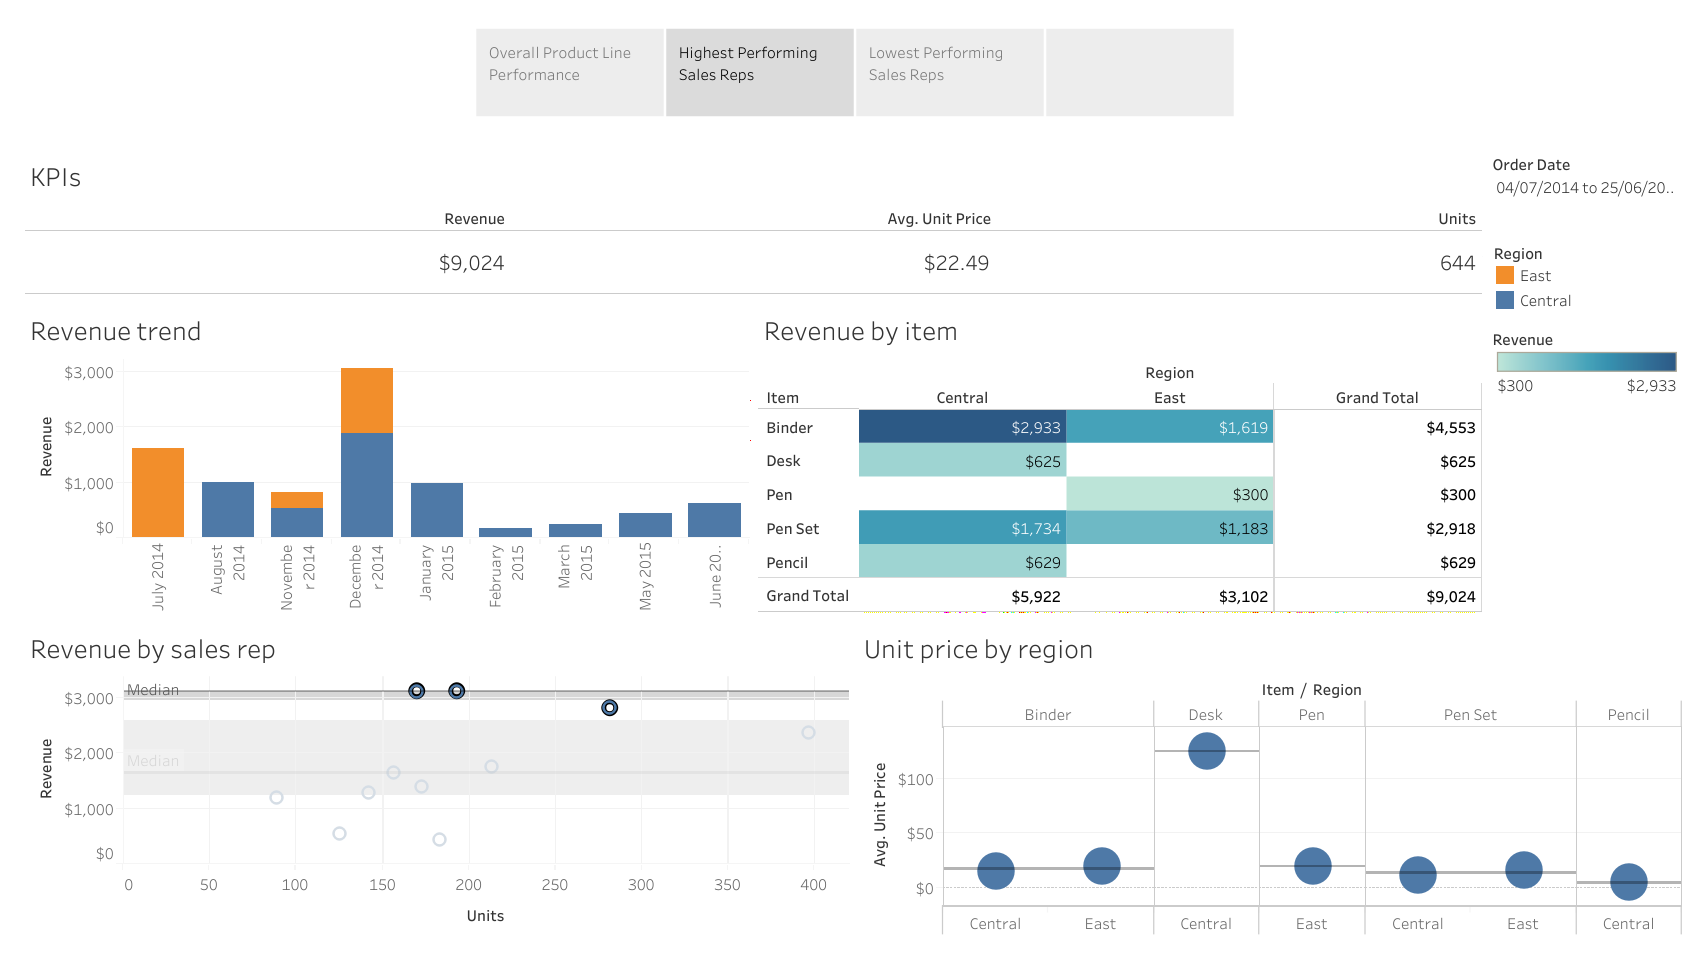 Overall Product Line
Performance
Highest Performing
Sales Reps
Lowest Performing
Sales Reps
KPIs
Revenue
Avg. Unit Price
Units
$9,024
$22.49
644
Order Date
04/07/2014 to 25/06/20..
Region
East
Central
Revenue
$300
$2,933
Revenue trend
$3,000
$2,000
$1,000
$0
Revenue
July 2014
August
2014
Novembe
r 2014
Decembe
r 2014
January
2015
February
2015
March
2015
May 2015
June 20..
Revenue by item
Region
Item Central East Grand Total
Binder $2,933 $1,619 $4,553
Desk $625 $625
Pen $300 $300
Pen Set $1,734 $1,183 $2,918
Pencil $629 $629
Grand Total $5,922 $3,102 $9,024
Revenue by sales rep
Median
Median
$3,000
$2,000
$1,000
$0
Revenue
0 50 100 150 200 250 300 350 400
Units
Unit price by region
Item / Region
Binder Desk Pen Pen Set Pencil
$100
$50
$0
Avg. Unit Price
Central East Central East Central East Central